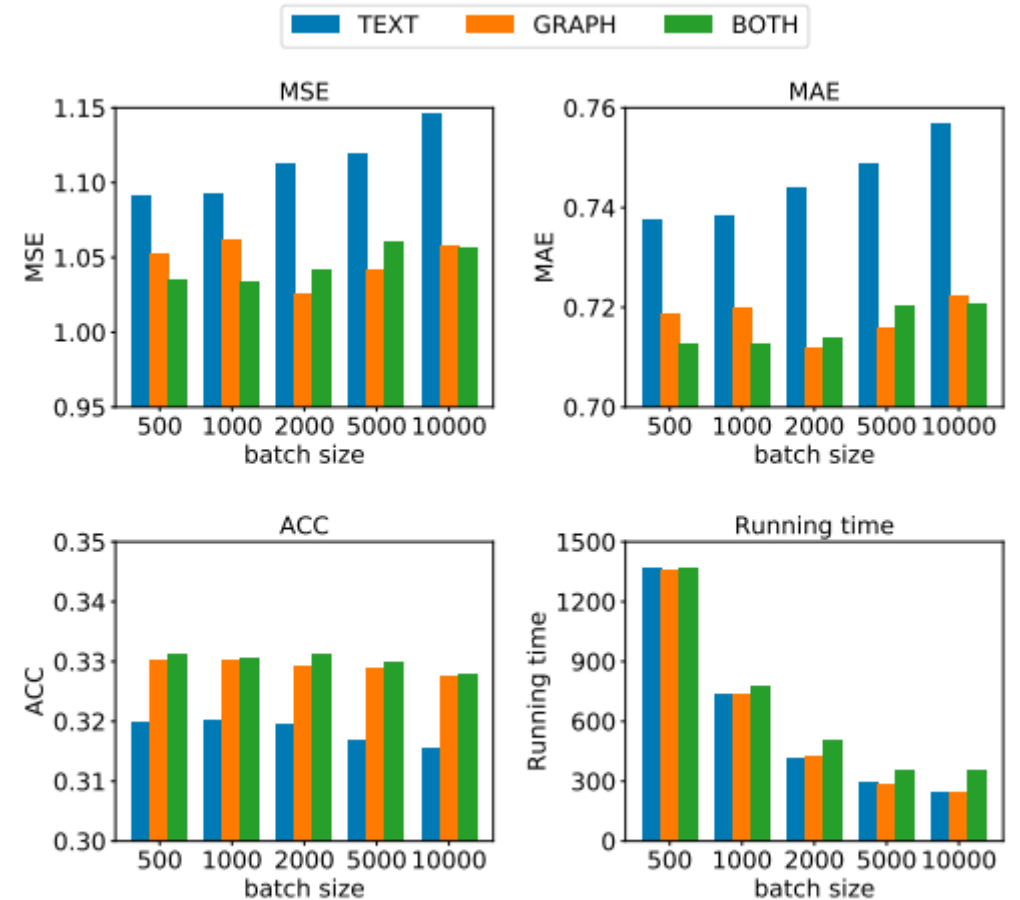 TEXT GRAPH BOTH
MSE
1.15
1.10
1.05
1.00
0.95
MSE
500 1000 2000 5000 10000
batch size
MAE
0.76
0.74
0.72
0.70
MAE
500 1000 2000 5000 10000
batch size
ACC
0.35
0.34
0.33
0.32
0.31
0.30
ACC
500 1000 2000 5000 10000
batch size
Running time
1500
1200
900
600
300
0
Running time
500 1000 2000 5000 10000
batch size